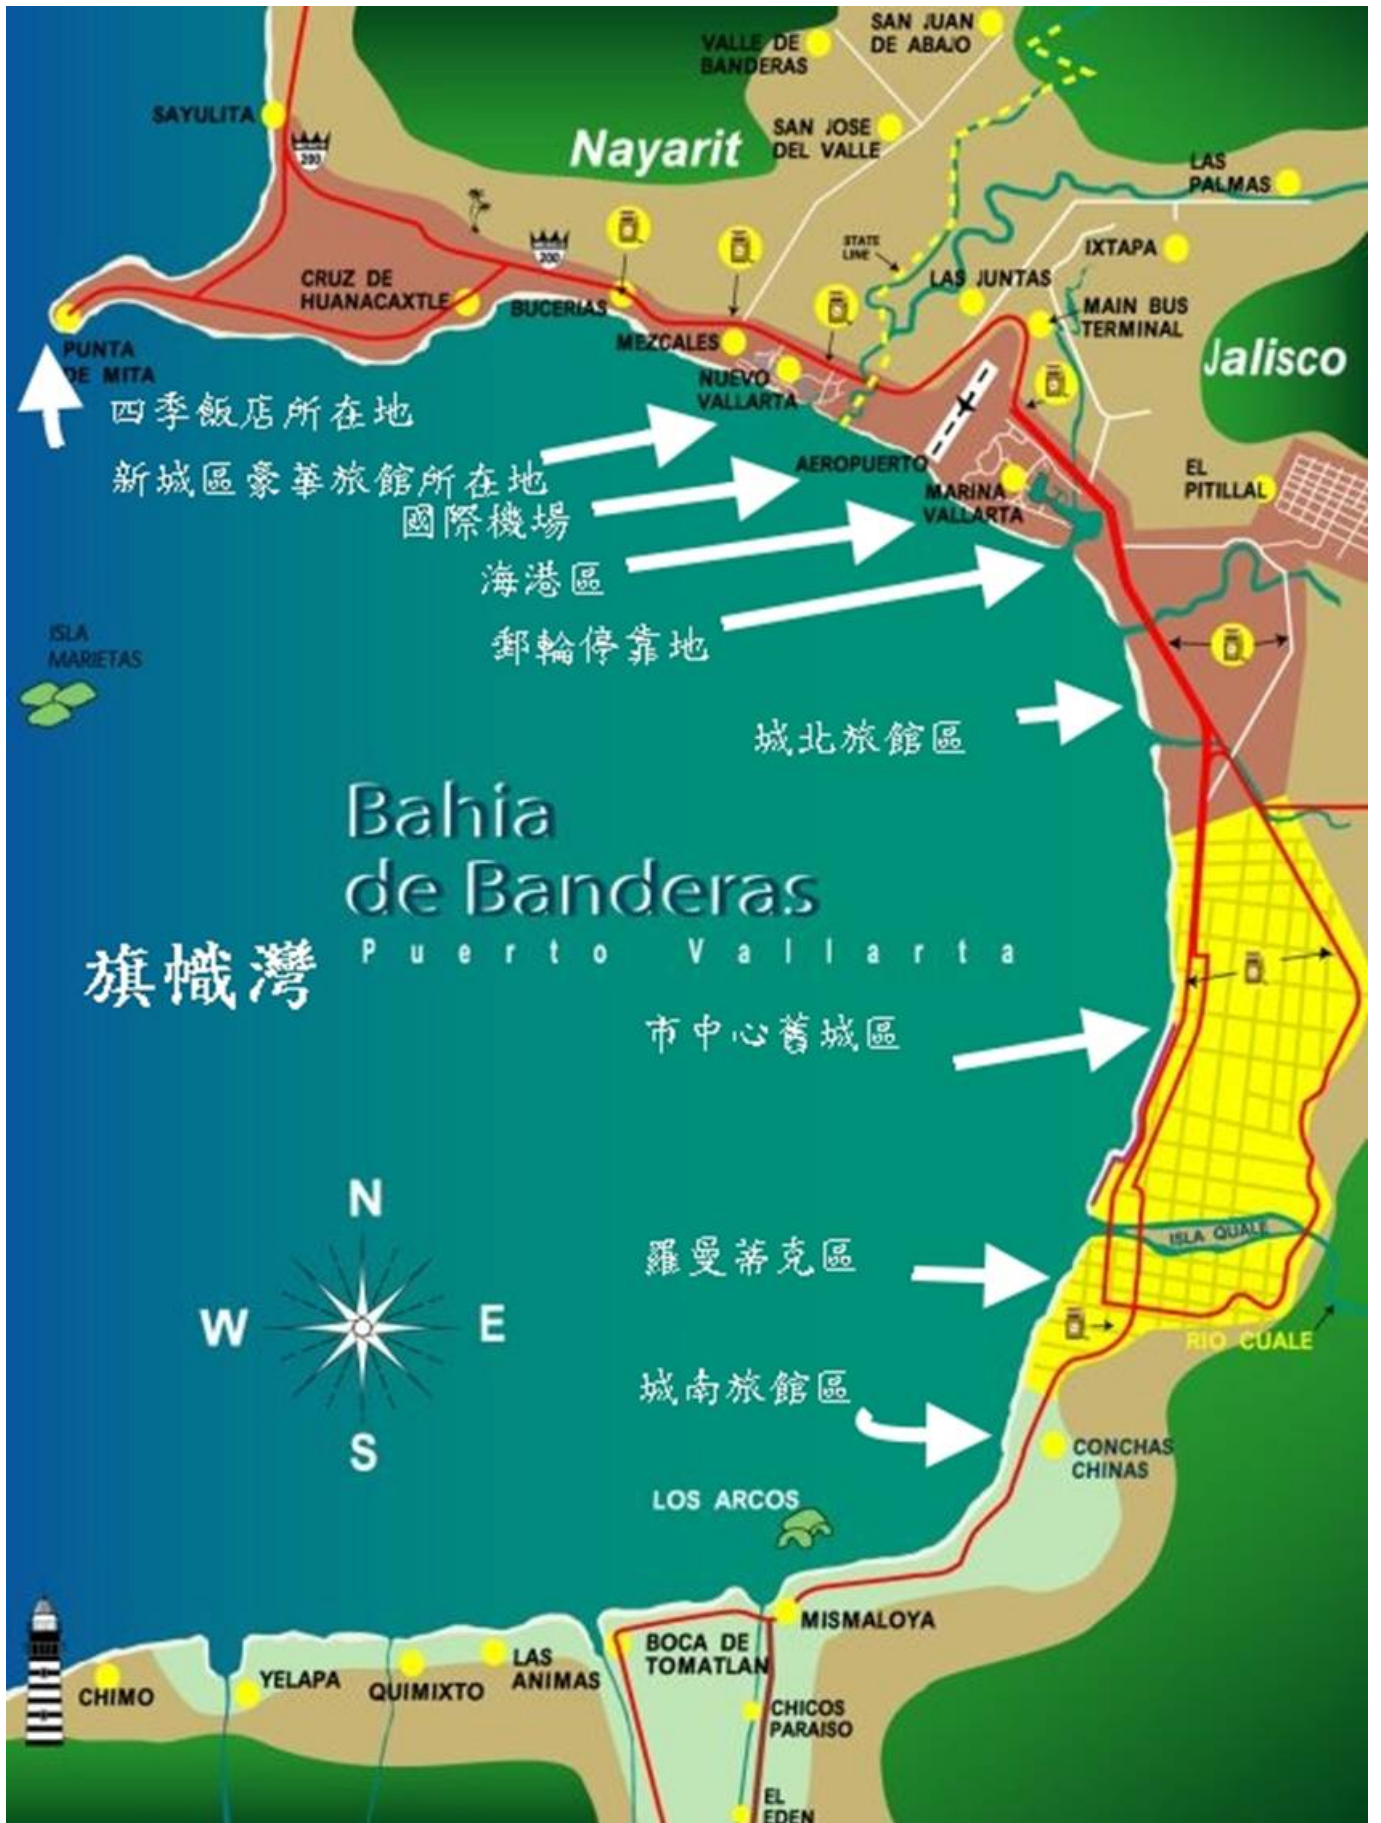 SAN JUAN
DE ABAJO
VALLE DE
BANDERAS
SAYULITA
200
Nayarit
SAN JOSE
DEL VALLE
LAS
PALMAS
STATE
LINE
IXTAPA
200
CRUZ DE
HUANACAXTLE
BUCERIAS
LAS JUNTAS
MAIN BUS
TERMINAL
MEZCALES
PUNTA
DE MITA
NUEVO
VALLARTA
Jalisco
四季飯店所在地
新城區豪華旅館所在地
AEROPUERTO
EL
PITILLAL
MARINA
VALLARTA
國際機場
海港區
郵輪停靠地
ISLA
MARIETAS
城北旅館區
Bahia
de Banderas
Puerto Vallarta
旗幟灣
市中心舊城區
N
W
E
S
ISLA QUALE
羅曼蒂克區
RIO CUALE
城南旅館區
CONCHAS
CHINAS
LOS ARCOS
MISMALOYA
BOCA DE
TOMATLAN
LAS
ANIMAS
YELAPA
QUIMIXTO
CHIMO
CHICOS
PARAISO
EL
EDEN